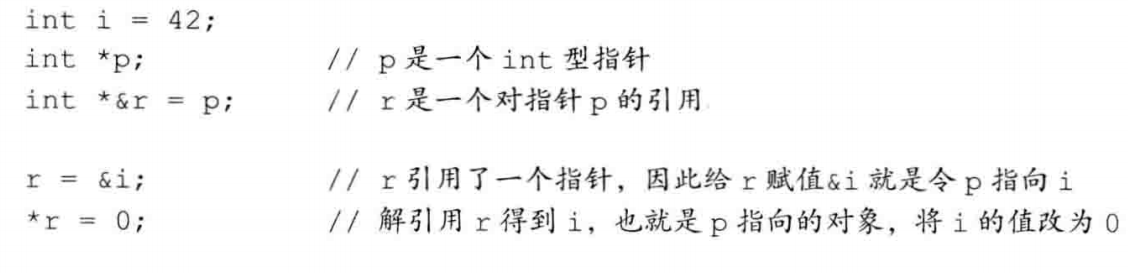 int i = 42;
int *p; // p 是一个 int 型指针
int *&r = p; // r 是一个对指针 p 的引用
r = &i; // r 引用了一个指针，因此给 r 赋值&i 就是令 p 指向 i
*r = 0; // 解引用 r 得到 i，也就是 p 指向的对象，将 i 的值改为 0